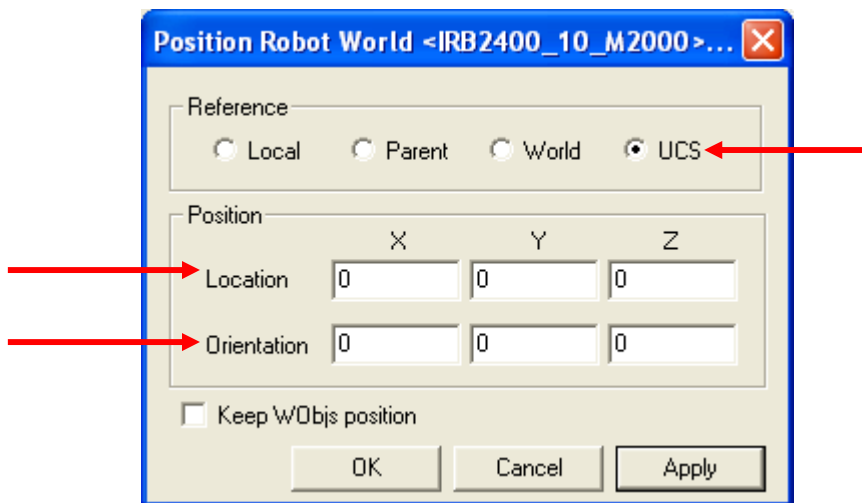 Position Robot World <IRB2400_10_M2000>...
Reference
Local Parent World UCS
Position
X Y Z
Location 0 0 0
Orientation 0 0 0
Keep WObjs position
OK Cancel Apply